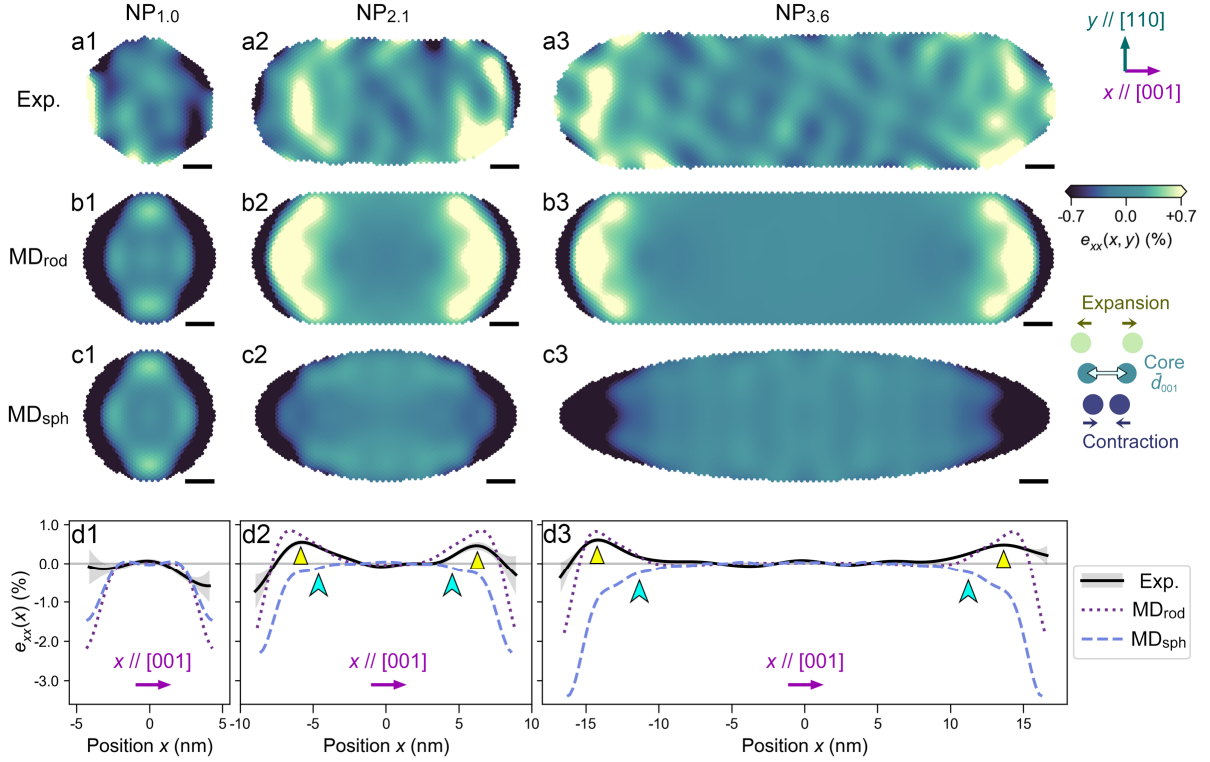 NP1.0 NP2.1 NP3.6
a1 a2 a3
y // [110]
x // [001]
Exp.
b1 b2 b3
-0.7 0.0 +0.7
exx(x, y) (%)
MDrod
Expansion
c1 c2 c3
Core
d̄001
MDsph
Contraction
d1 d2 d3
1.0
0.0
-1.0
-2.0
-3.0
exx(x) (%)
x // [001] x // [001] x // [001]
Exp.
MDrod
MDsph
-5 0 5 -10 -5 0 5 10 -15 -10 -5 0 5 10 15
Position x (nm) Position x (nm) Position x (nm)